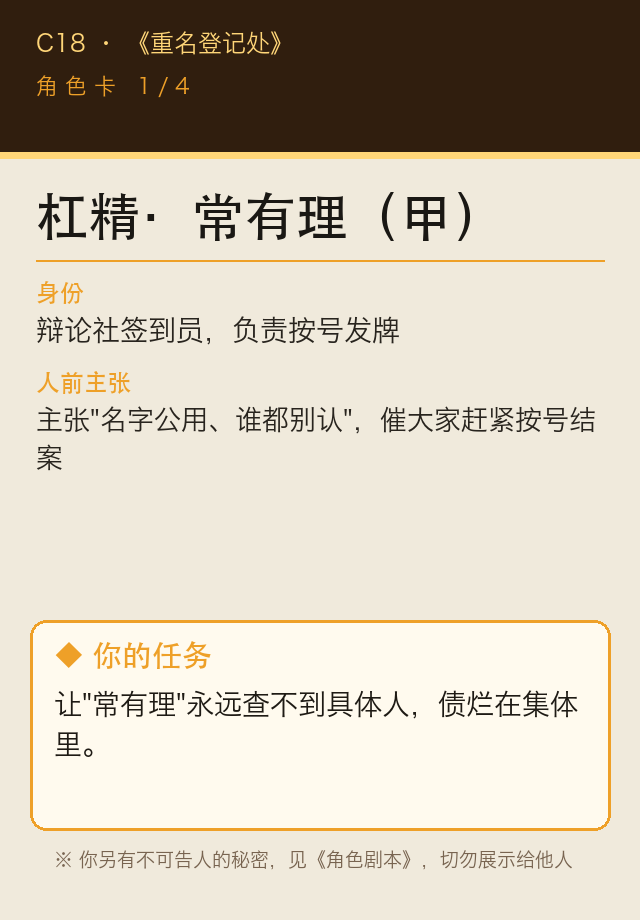 C18 · 《重名登记处》
角色卡 1/4
杠精· 常有理（甲）
身份
辩论社签到员，负责按号发牌
人前主张
主张"名字公用、谁都别认"，催大家赶紧按号结
案
◆ 你的任务
让"常有理"永远查不到具体人，债烂在集体
里。
※ 你另有不可告人的秘密，见《角色剧本》，切勿展示给他人